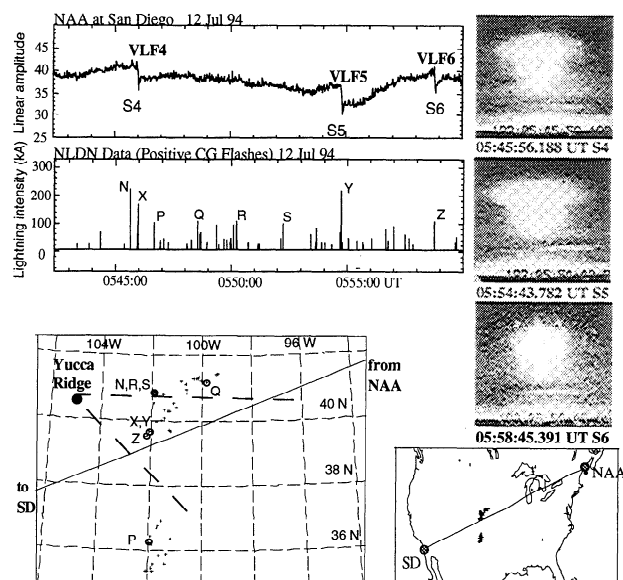 NAA at San Diego 12 Jul 94
Linear amplitude
45
40
35
30
25
VLF4
VLF5
VLF6
S4
S5
S6
NLDN Data (Positive CG Flashes) 12 Jul 94
Lightning intensity (kA)
300
200
100
0
N
X
P
Q
R
S
Y
Z
0545:00
0550:00
0555:00 UT
05:45:56.188 UT S4
05:54:43.782 UT S5
05:58:45.391 UT S6
104W
100W
96 W
Yucca
Ridge
N,R,S
Q
from
NAA
40 N
X,Y
Z
38 N
to
SD
P
36 N
NAA
SD